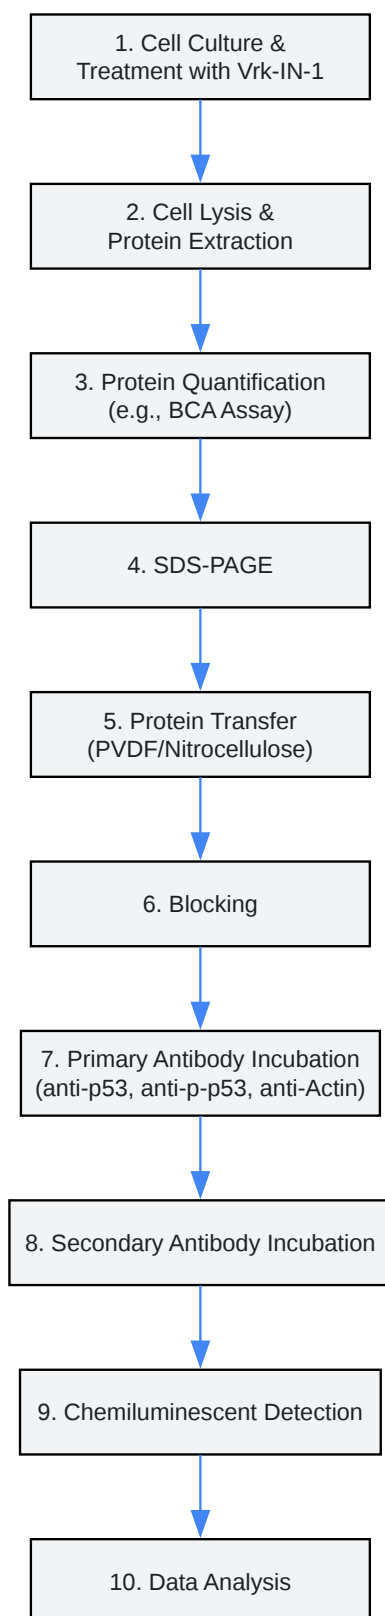 1. Cell Culture &
Treatment with Vrk-IN-1
2. Cell Lysis &
Protein Extraction
3. Protein Quantification
(e.g., BCA Assay)
4. SDS-PAGE
5. Protein Transfer
(PVDF/Nitrocellulose)
6. Blocking
7. Primary Antibody Incubation
(anti-p53, anti-p-p53, anti-Actin)
8. Secondary Antibody Incubation
9. Chemiluminescent Detection
10. Data Analysis